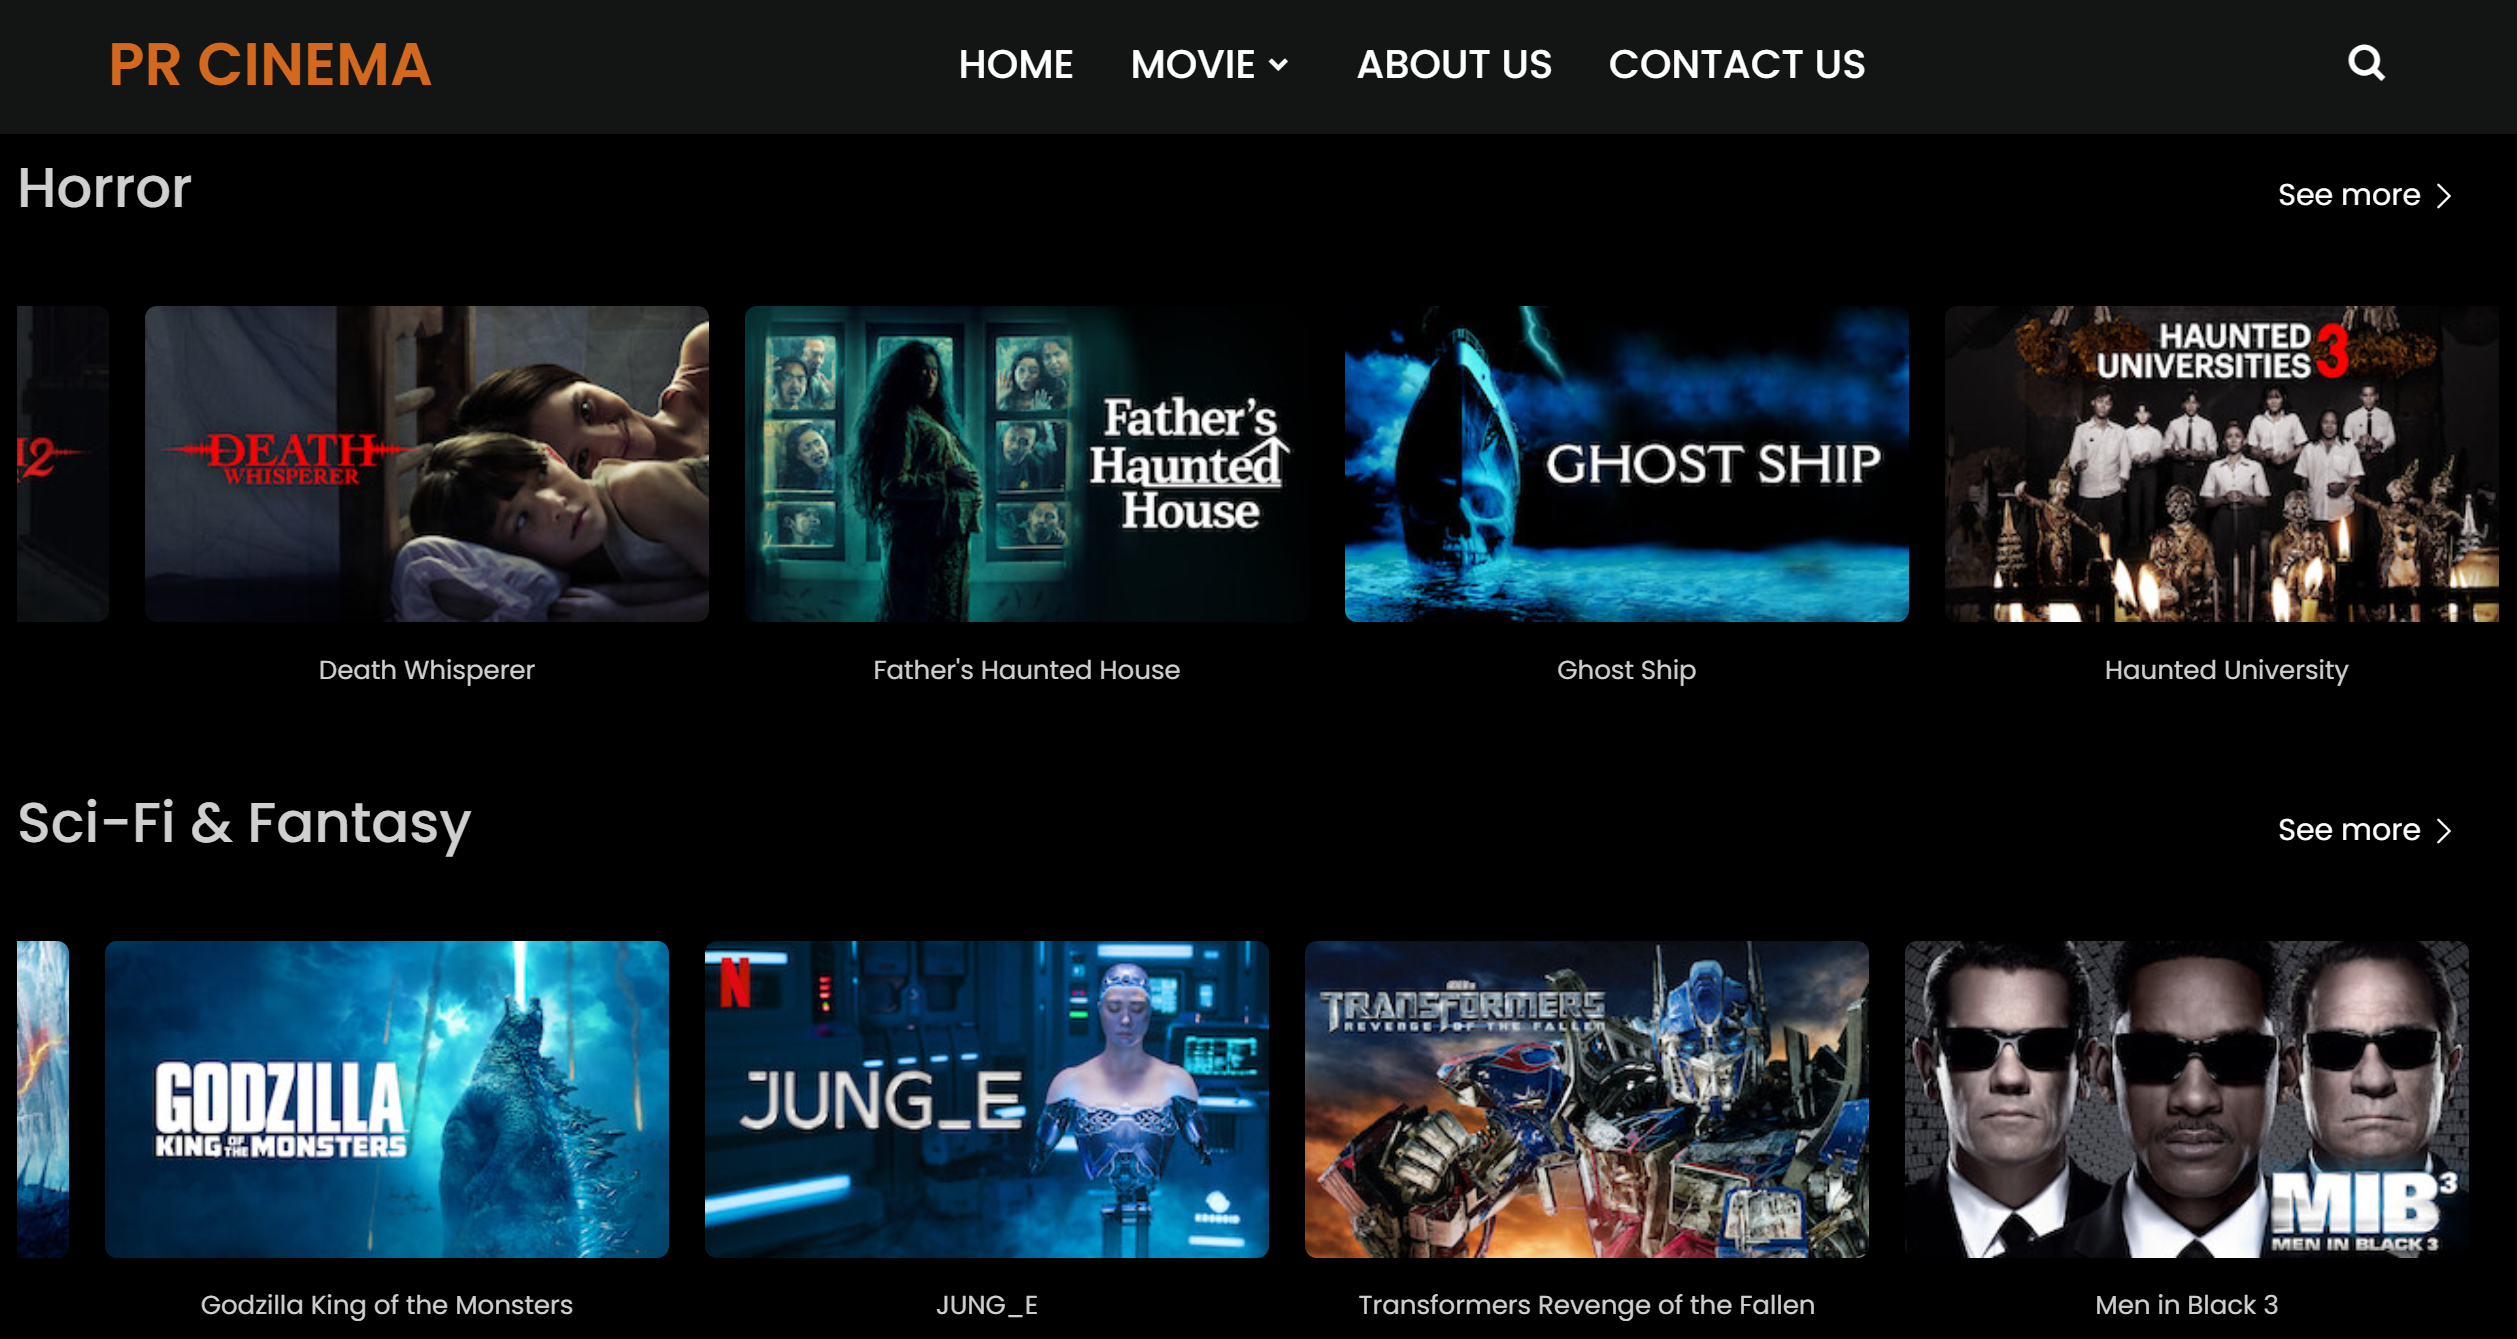 PR CINEMA
HOME MOVIE ABOUT US CONTACT US
Horror
See more
2
DEATH
WHISPERER
Father's
Haunted
House
GHOST SHIP
HAUNTED
UNIVERSITIES 3
Death Whisperer
Father's Haunted House
Ghost Ship
Haunted University
Sci-Fi & Fantasy
See more
GODZILLA
KING OF THE MONSTERS
N
JUNG_E
TRANSFORMERS
REVENGE OF THE FALLEN
MIB³
MEN IN BLACK 3
Godzilla King of the Monsters
JUNG_E
Transformers Revenge of the Fallen
Men in Black 3